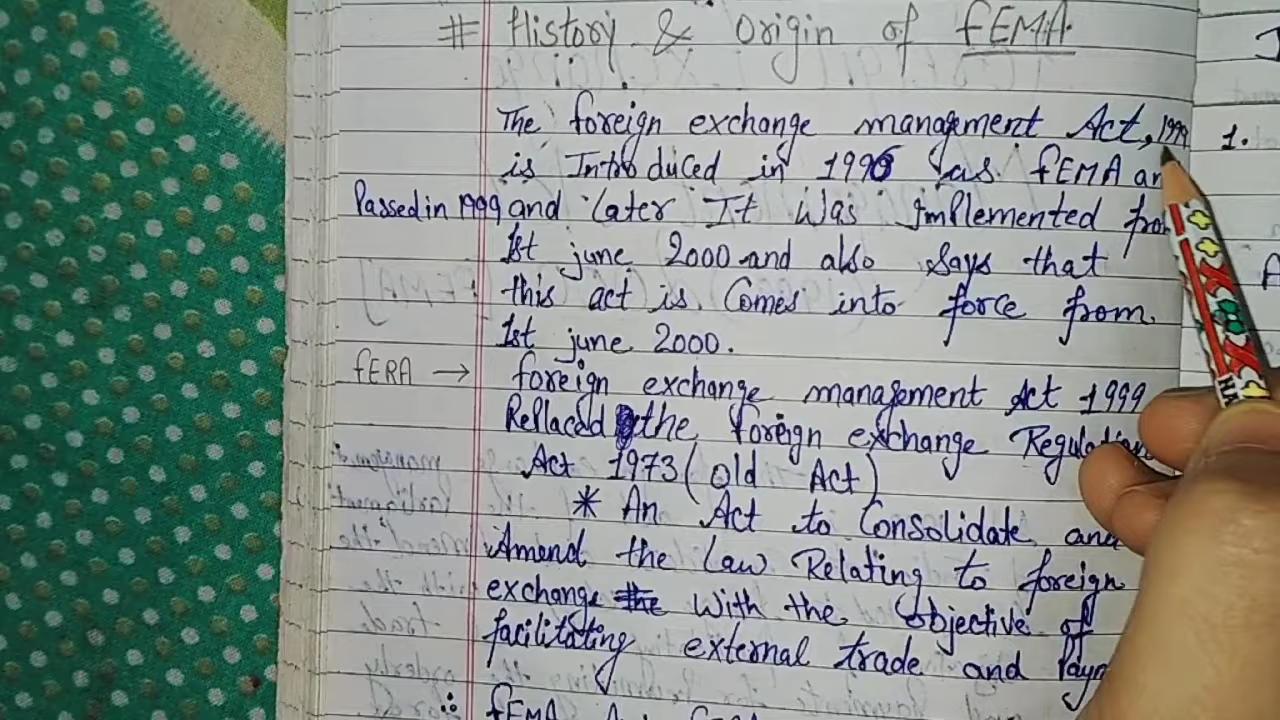 # History & Origin of FEMA
The foreign exchange management Act, 1999
is Introduced in 1996 as FEMA an
Passed in 1999 and later It was implemented from
1st june 2000 and also says that
this act is comes into force from
1st june 2000.
FERA → foreign exchange management Act 1999
Replaced the foreign exchange Regulation
Act 1973 (Old Act)
* An Act to Consolidate and
Amend the law Relating to foreign
exchange with the objective of
facilitating external trade and Paym
1.